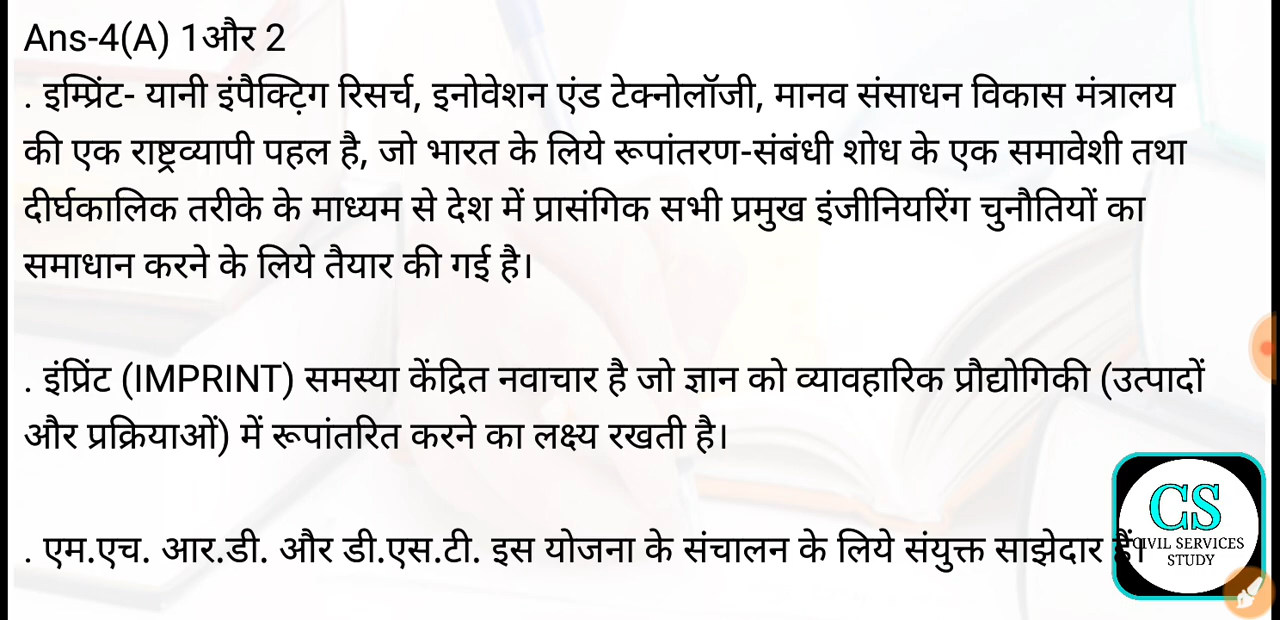 Ans-4(A) 1और 2
. इम्प्रिंट- यानी इंपैक्टि़ग रिसर्च, इनोवेशन एंड टेक्नोलॉजी, मानव संसाधन विकास मंत्रालय
की एक राष्ट्रव्यापी पहल है, जो भारत के लिये रूपांतरण-संबंधी शोध के एक समावेशी तथा
दीर्घकालिक तरीके के माध्यम से देश में प्रासंगिक सभी प्रमुख इंजीनियरिंग चुनौतियों का
समाधान करने के लिये तैयार की गई है।
. इंप्रिंट (IMPRINT) समस्या केंद्रित नवाचार है जो ज्ञान को व्यावहारिक प्रौद्योगिकी (उत्पादों
और प्रक्रियाओं) में रूपांतरित करने का लक्ष्य रखती है।
. एम.एच. आर.डी. और डी.एस.टी. इस योजना के संचालन के लिये संयुक्त साझेदार हैं।
CS
CIVIL SERVICES
STUDY